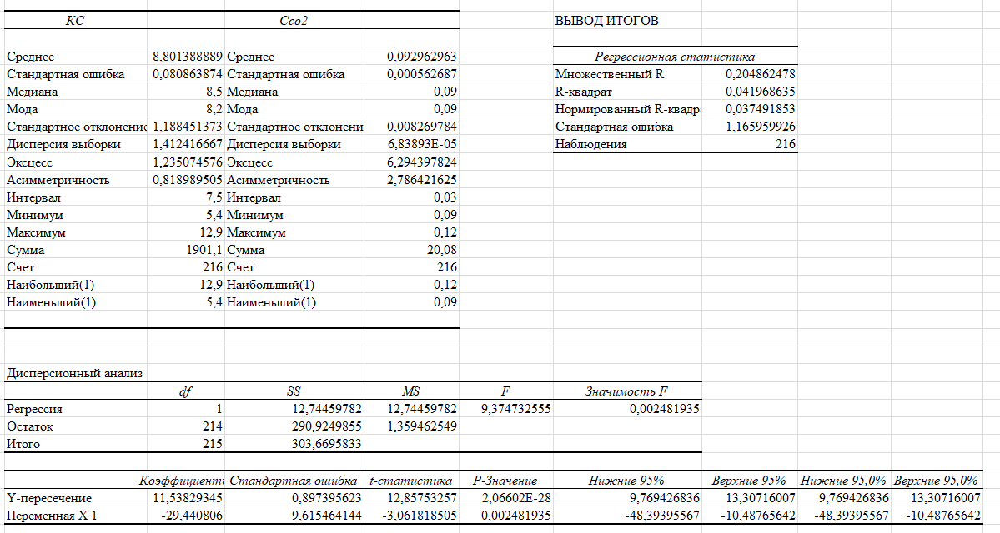 КС Ссо2 ВЫВОД ИТОГОВ
Среднее 8,801388889 Среднее 0,092962963 Регрессионная статистика
Стандартная ошибка 0,080863874 Стандартная ошибка 0,000562687 Множественный R 0,204862478
Медиана 8,5 Медиана 0,09 R-квадрат 0,041968635
Мода 8,2 Мода 0,09 Нормированный R-квадра 0,037491853
Стандартное отклонение 1,188451373 Стандартное отклонени 0,008269784 Стандартная ошибка 1,165959926
Дисперсия выборки 1,412416667 Дисперсия выборки 6,83893E-05 Наблюдения 216
Эксцесс 1,235074576 Эксцесс 6,294397824
Асимметричность 0,818989505 Асимметричность 2,786421625
Интервал 7,5 Интервал 0,03
Минимум 5,4 Минимум 0,09
Максимум 12,9 Максимум 0,12
Сумма 1901,1 Сумма 20,08
Счет 216 Счет 216
Наибольший(1) 12,9 Наибольший(1) 0,12
Наименьший(1) 5,4 Наименьший(1) 0,09
Дисперсионный анализ
df SS MS F Значимость F
Регрессия 1 12,74459782 12,74459782 9,374732555 0,002481935
Остаток 214 290,9249855 1,359462549
Итого 215 303,6695833
Коэффициенты Стандартная ошибка t-статистика P-Значение Нижние 95% Верхние 95% Нижние 95,0% Верхние 95,0%
Y-пересечение 11,53829345 0,897395623 12,85753257 2,06602E-28 9,769426836 13,30716007 9,769426836 13,30716007
Переменная X 1 -29,440806 9,615464144 -3,061818505 0,002481935 -48,39395567 -10,48765642 -48,39395567 -10,48765642